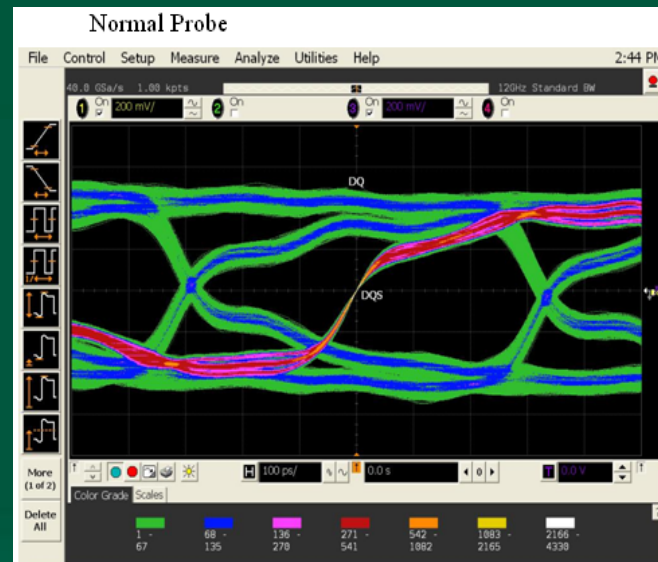 Normal Probe
File Control Setup Measure Analyze Utilities Help 2:44 PM
40.0 GSa/s 1.00 kpts 12GHz Standard BW
1 On 200 mV/ 2 On 3 On 200 mV/ 4 On
DQ
DQS
More
(1 of 2)
Delete
All
H 100 ps/ 0.0 s 0 T 0.0 V
Color Grade Scales
1 - 68 - 136 - 271 - 542 - 1083 - 2166 -
67 135 270 541 1082 2165 4330